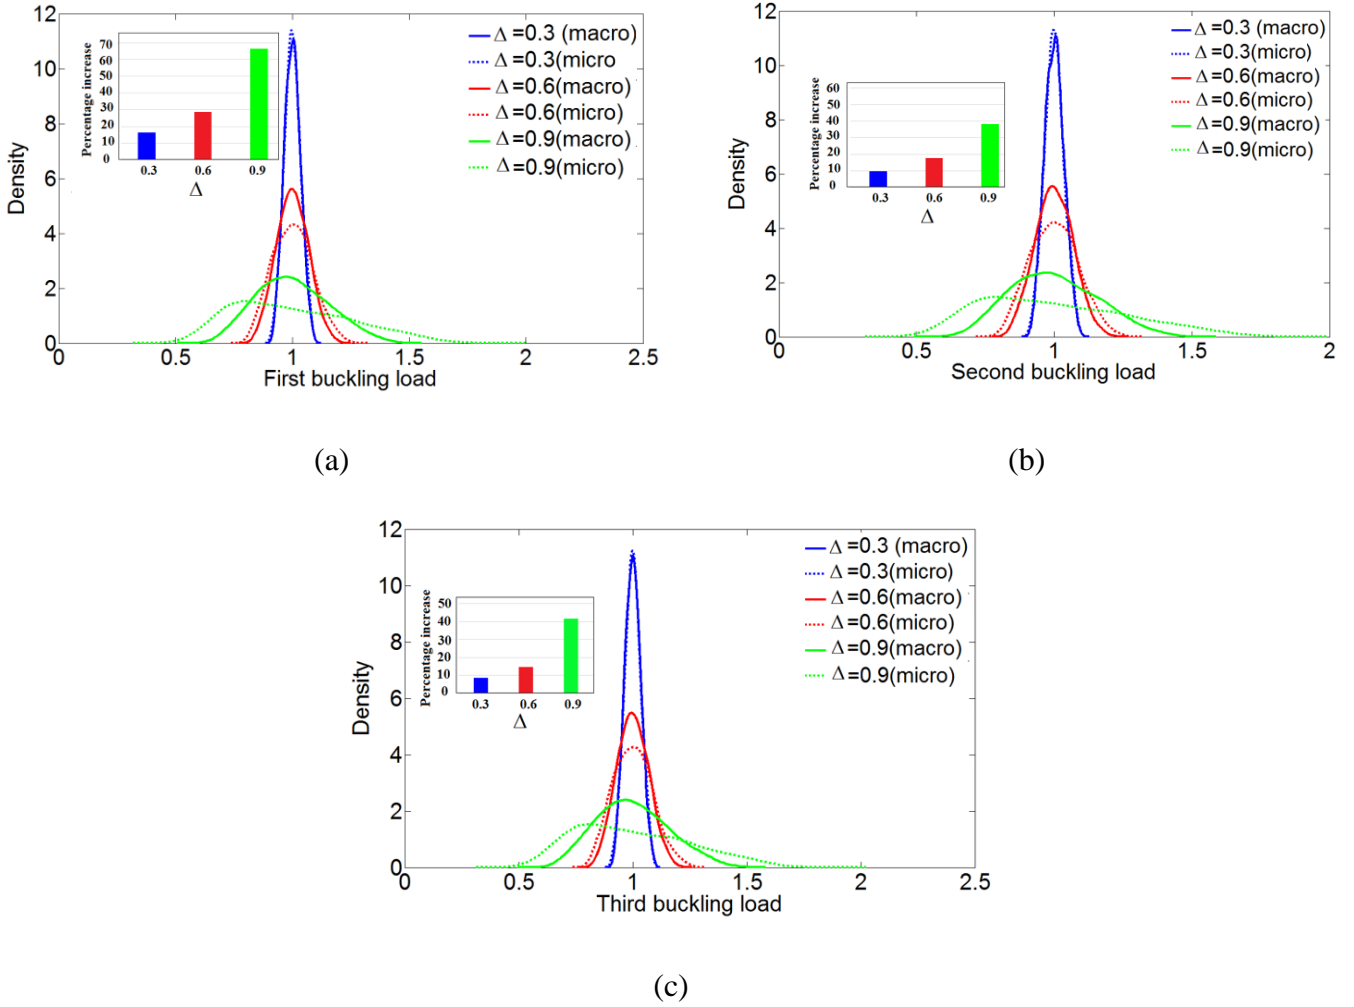 12
10
8
6
4
2
0
Density
0
0.5
1
1.5
2
2.5
First buckling load
Δ=0.3 (macro)
Δ=0.3(micro
Δ=0.6(macro)
Δ=0.6(micro)
Δ=0.9(macro)
Δ=0.9(micro)
Percentage increase
70
60
50
40
30
20
10
0
0.3 0.6 0.9
Δ
(a)
12
10
8
6
4
2
0
Density
0
0.5
1
1.5
2
Second buckling load
Δ=0.3 (macro)
Δ=0.3(micro)
Δ=0.6(macro)
Δ=0.6(micro)
Δ=0.9(macro)
Δ=0.9(micro)
Percentage increase
60
50
40
30
20
10
0
0.3 0.6 0.9
Δ
(b)
12
10
8
6
4
2
0
Density
0
0.5
1
1.5
2
2.5
Third buckling load
Δ=0.3 (macro)
Δ=0.3(micro)
Δ=0.6(macro)
Δ=0.6(micro)
Δ=0.9(macro)
Δ=0.9(micro)
Percentage increase
50
40
30
20
10
0
0.3 0.6 0.9
Δ
(c)